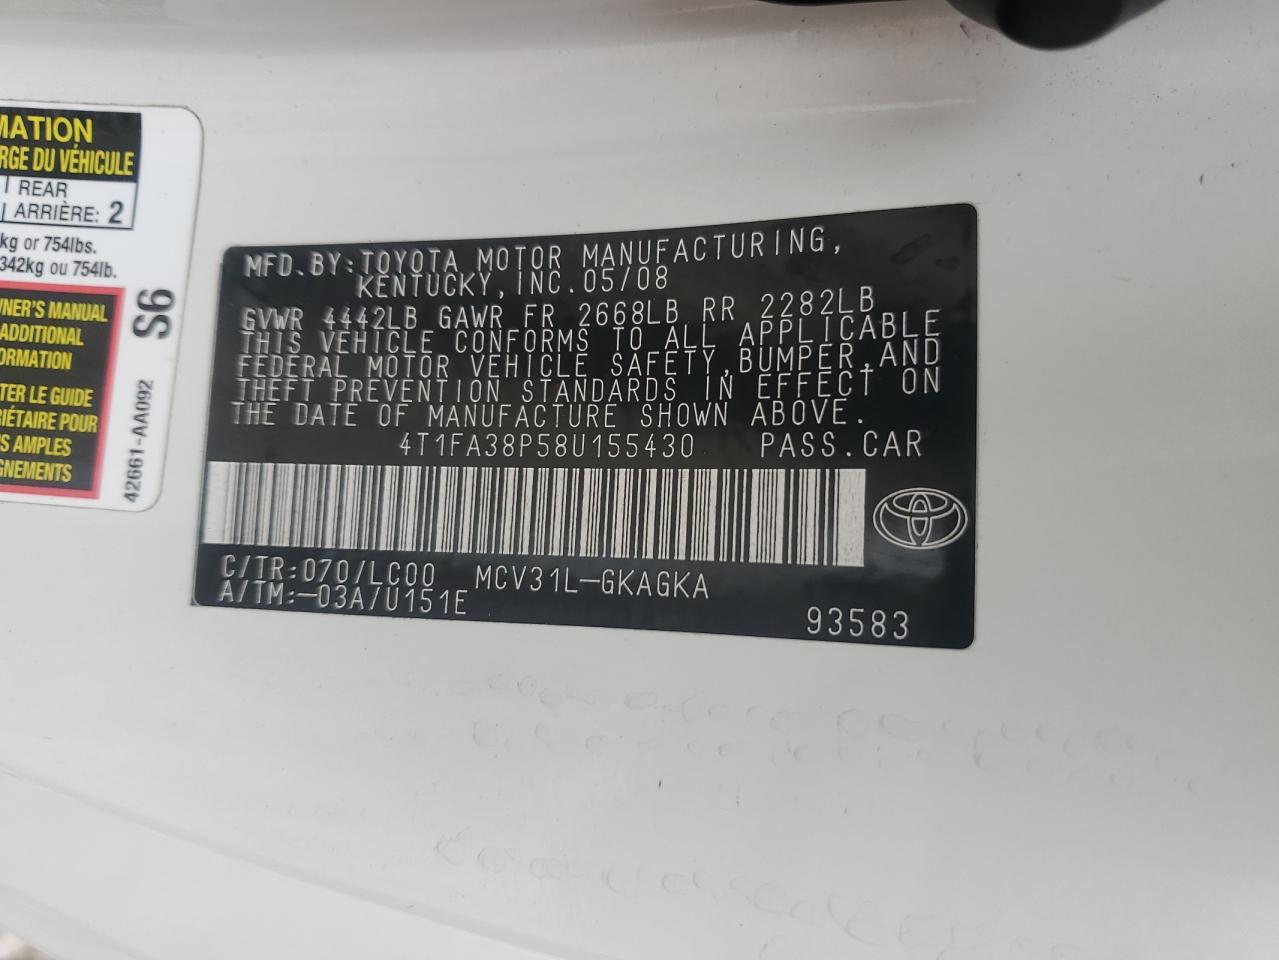 MATION
RGE DU VÉHICULE
REAR
ARRIÈRE: 2
kg or 754lbs.
342kg ou 754lb.
NER'S MANUAL
ADDITIONAL
ORMATION
TER LE GUIDE
RIÉTAIRE POUR
S AMPLES
GNEMENTS
S6
42661-AA092
MFD.BY:TOYOTA MOTOR MANUFACTURING,
KENTUCKY,INC.05/08
GVWR 4442LB GAWR FR 2668LB RR 2282LB
THIS VEHICLE CONFORMS TO ALL APPLICABLE
FEDERAL MOTOR VEHICLE SAFETY,BUMPER,AND
THEFT PREVENTION STANDARDS IN EFFECT ON
THE DATE OF MANUFACTURE SHOWN ABOVE.
4T1FA38P58U155430 PASS.CAR
C/TR:070/LC00 MCV31L-GKAGKA
A/TM:-03A/U151E
93583